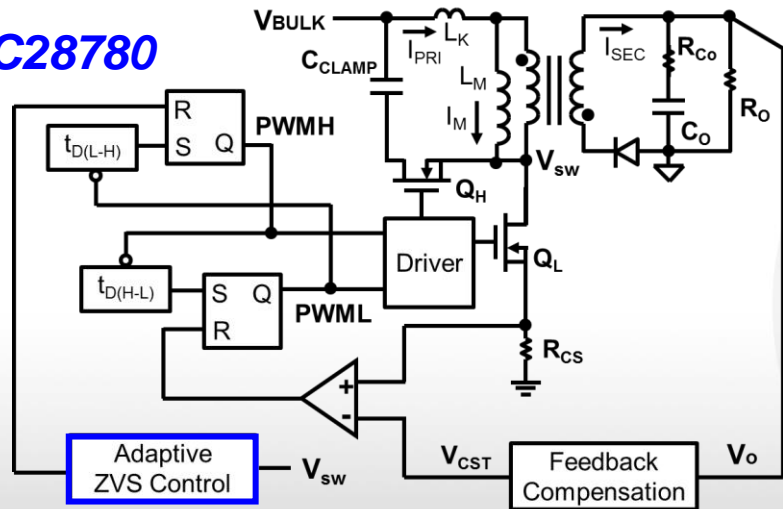 C28780
VBULK
CCLAMP
IPRI
LK
LM
IM
ISEC
RCo
CO
RO
R
S
Q
PWMH
tD(L-H)
Vsw
QH
Driver
QL
tD(H-L)
S
Q
R
PWML
RCS
+
-
Adaptive
ZVS Control
Vsw
VCST
Feedback
Compensation
Vo